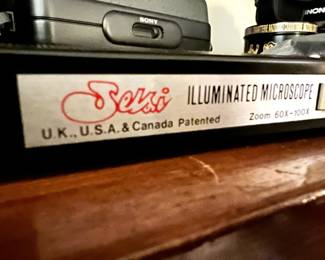 SONY
Selsi ILLUMINATED MICROSCOPE
U.K., U.S.A. & Canada Patented Zoom 60X-100X